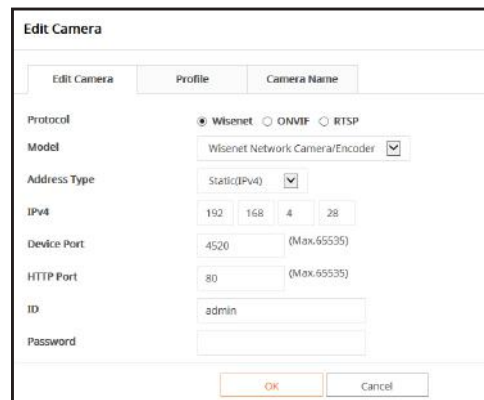 Edit Camera
Edit Camera Profile Camera Name
Protocol Wisenet ONVIF RTSP
Model Wisenet Network Camera/Encoder
Address Type Static(IPv4)
IPv4 192 168 4 28
Device Port 4520 (Max.65535)
HTTP Port 80 (Max.65535)
ID admin
Password
OK Cancel